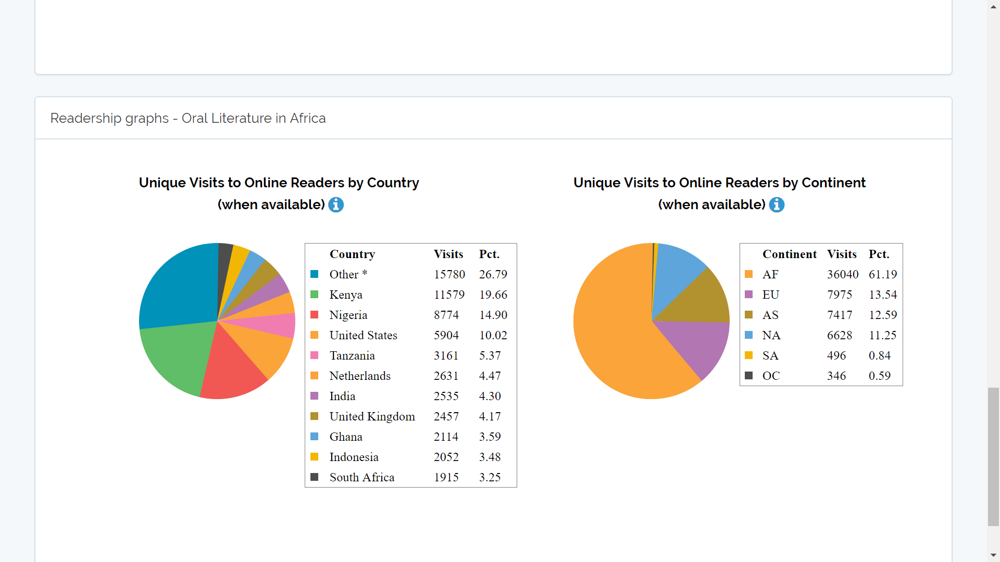 Readership graphs - Oral Literature in Africa
Unique Visits to Online Readers by Country
(when available)
Country Visits Pct.
Other * 15780 26.79
Kenya 11579 19.66
Nigeria 8774 14.90
United States 5904 10.02
Tanzania 3161 5.37
Netherlands 2631 4.47
India 2535 4.30
United Kingdom 2457 4.17
Ghana 2114 3.59
Indonesia 2052 3.48
South Africa 1915 3.25
Unique Visits to Online Readers by Continent
(when available)
Continent Visits Pct.
AF 36040 61.19
EU 7975 13.54
AS 7417 12.59
NA 6628 11.25
SA 496 0.84
OC 346 0.59